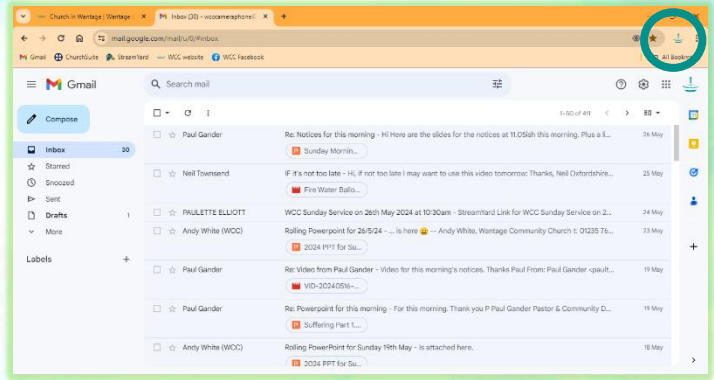 Church in Wantage | Wantage
Inbox (30) - wcccameraphone@
mail.google.com/mail/u/0/#inbox
Gmail ChurchSuite StreamYard WCC website WCC Facebook All Bookm
Gmail
Search mail
Compose
1–50 of 411
Inbox 30
Starred
Snoozed
Sent
Drafts 1
More
Labels
Paul Gander Re: Notices for this morning - Hi Here are the slides for the notices at 11.05ish this morning. Plus a li... 26 May
Sunday Mornin...
Neil Townsend IF it's not too late - Hi, if not too late I may want to use this video tomorrow: Thanks, Neil Oxfordshire... 25 May
Fire Water Ballo...
PAULETTE ELLIOTT WCC Sunday Service on 26th May 2024 at 10:30am - StreamYard Link for WCC Sunday Service on 2... 24 May
Andy White (WCC) Rolling Powerpoint for 26/5/24 - ... is here 😀 -- Andy White, Wantage Community Church t: 01235 76... 23 May
2024 PPT for Su...
Paul Gander Re: Video from Paul Gander - Video for this morning's notices. Thanks Paul From: Paul Gander <pault... 19 May
VID-20240516-...
Paul Gander Re: Powerpoint for this morning - For this morning. Thank you P Paul Gander Pastor & Community D... 19 May
Suffering Part 1....
Andy White (WCC) Rolling PowerPoint for Sunday 19th May - Is attached here. 18 May
2024 PPT for Su...